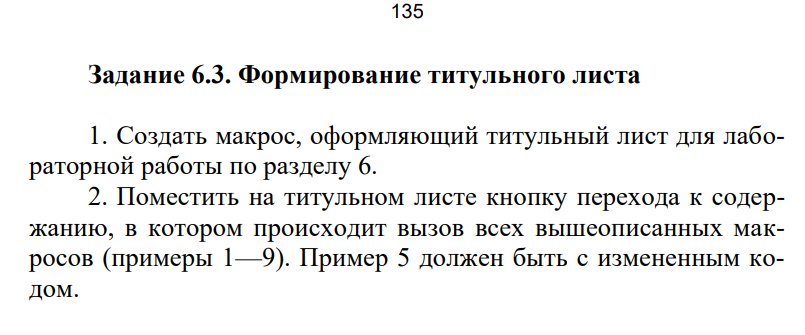 135
Задание 6.3. Формирование титульного листа
1. Создать макрос, оформляющий титульный лист для лабо-
раторной работы по разделу 6.
2. Поместить на титульном листе кнопку перехода к содер-
жанию, в котором происходит вызов всех вышеописанных мак-
росов (примеры 1—9). Пример 5 должен быть с измененным ко-
дом.